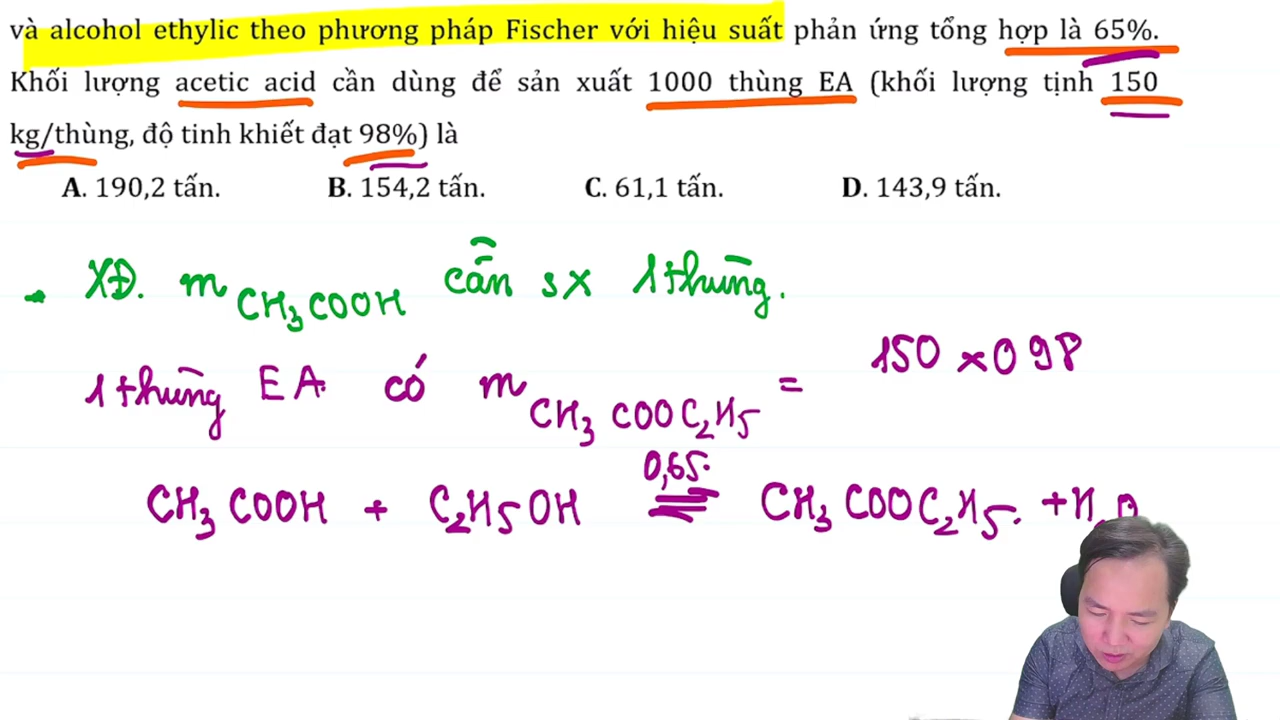 và alcohol ethylic theo phương pháp Fischer với hiệu suất phản ứng tổng hợp là 65%.
Khối lượng acetic acid cần dùng để sản xuất 1000 thùng EA (khối lượng tịnh 150
kg/thùng, độ tinh khiết đạt 98%) là
A. 190,2 tấn. B. 154,2 tấn. C. 61,1 tấn. D. 143,9 tấn.
- XĐ. m CH3COOH cần sx 1 thùng.
1 thùng EA có m CH3COOC2H5 = 150 x 0 98
0,65.
CH3COOH + C2H5OH ⇌ CH3COOC2H5. + H2O